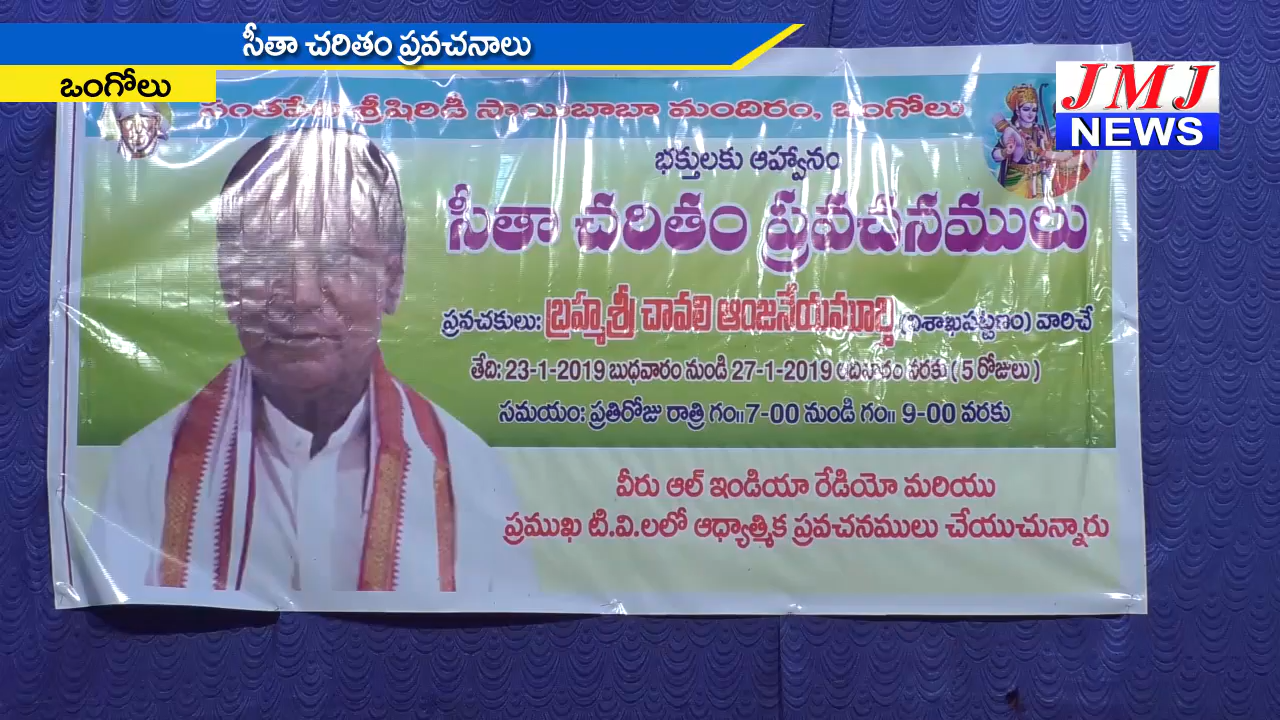 సీతా చరితం ప్రవచనాలు
ఒంగోలు
JMJ
NEWS
సంతపేట శ్రీషిరిడీ సాయిబాబా మందిరం, ఒంగోలు
భక్తులకు ఆహ్వానం
సీతా చరితం ప్రవచనములు
ప్రవచకులు: బ్రహ్మశ్రీ చావలి ఆంజనేయమూర్తి (విశాఖపట్టణం) వారిచే
తేది: 23-1-2019 బుధవారం నుండి 27-1-2019 ఆదివారం వరకు ( 5 రోజులు )
సమయం: ప్రతిరోజు రాత్రి గం॥7-00 నుండి గం॥ 9-00 వరకు
వీరు ఆల్ ఇండియా రేడియో మరియు
ప్రముఖ టి.వి.లలో ఆధ్యాత్మిక ప్రవచనములు చేయుచున్నారు